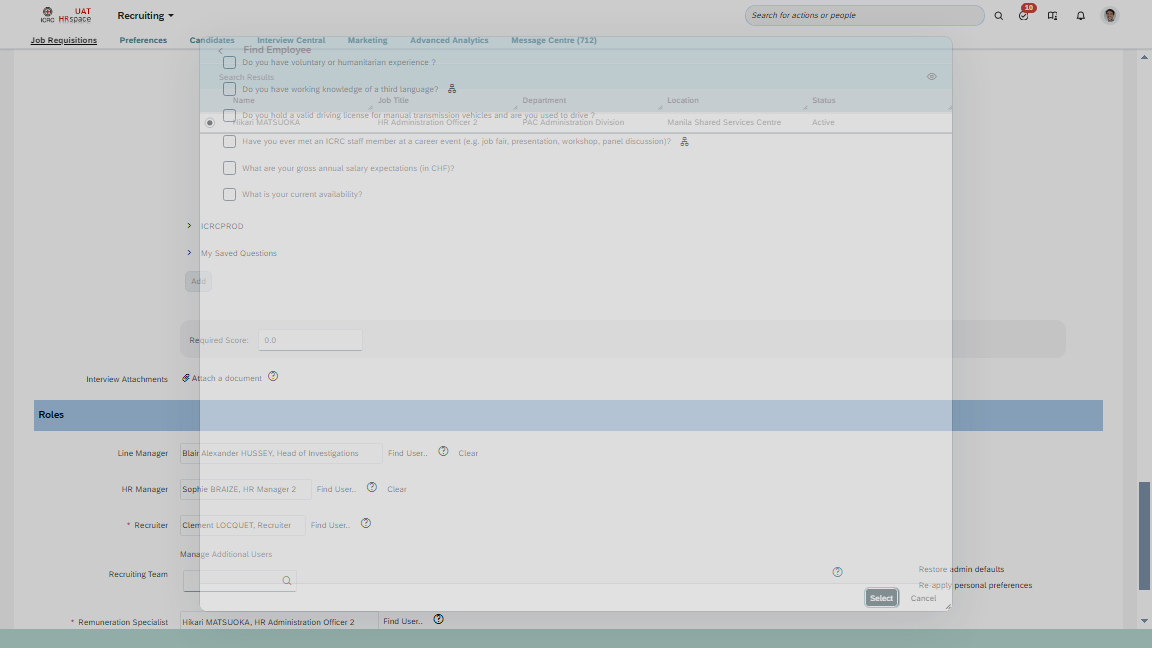 ICRC UAT HRspace Recruiting
Search for actions or people
10
Job Requisitions Preferences Candidates Interview Central Marketing Advanced Analytics Message Centre (712)
Find Employee
Do you have voluntary or humanitarian experience ?
Search Results
Do you have working knowledge of a third language?
Name Job Title Department Location Status
Do you hold a valid driving license for manual transmission vehicles and are you used to drive ?
Hikari MATSUOKA HR Administration Officer 2 PAC Administration Division Manila Shared Services Centre Active
Have you ever met an ICRC staff member at a career event (e.g. job fair, presentation, workshop, panel discussion)?
What are your gross annual salary expectations (in CHF)?
What is your current availability?
ICRCPROD
My Saved Questions
Add
Required Score: 0.0
Interview Attachments Attach a document
Roles
Line Manager Blair Alexander HUSSEY, Head of Investigations Find User.. Clear
HR Manager Sophie BRAIZE, HR Manager 2 Find User.. Clear
* Recruiter Clement LOCQUET, Recruiter Find User..
Manage Additional Users
Recruiting Team
Restore admin defaults
Re-apply personal preferences
Select Cancel
* Remuneration Specialist Hikari MATSUOKA, HR Administration Officer 2 Find User..